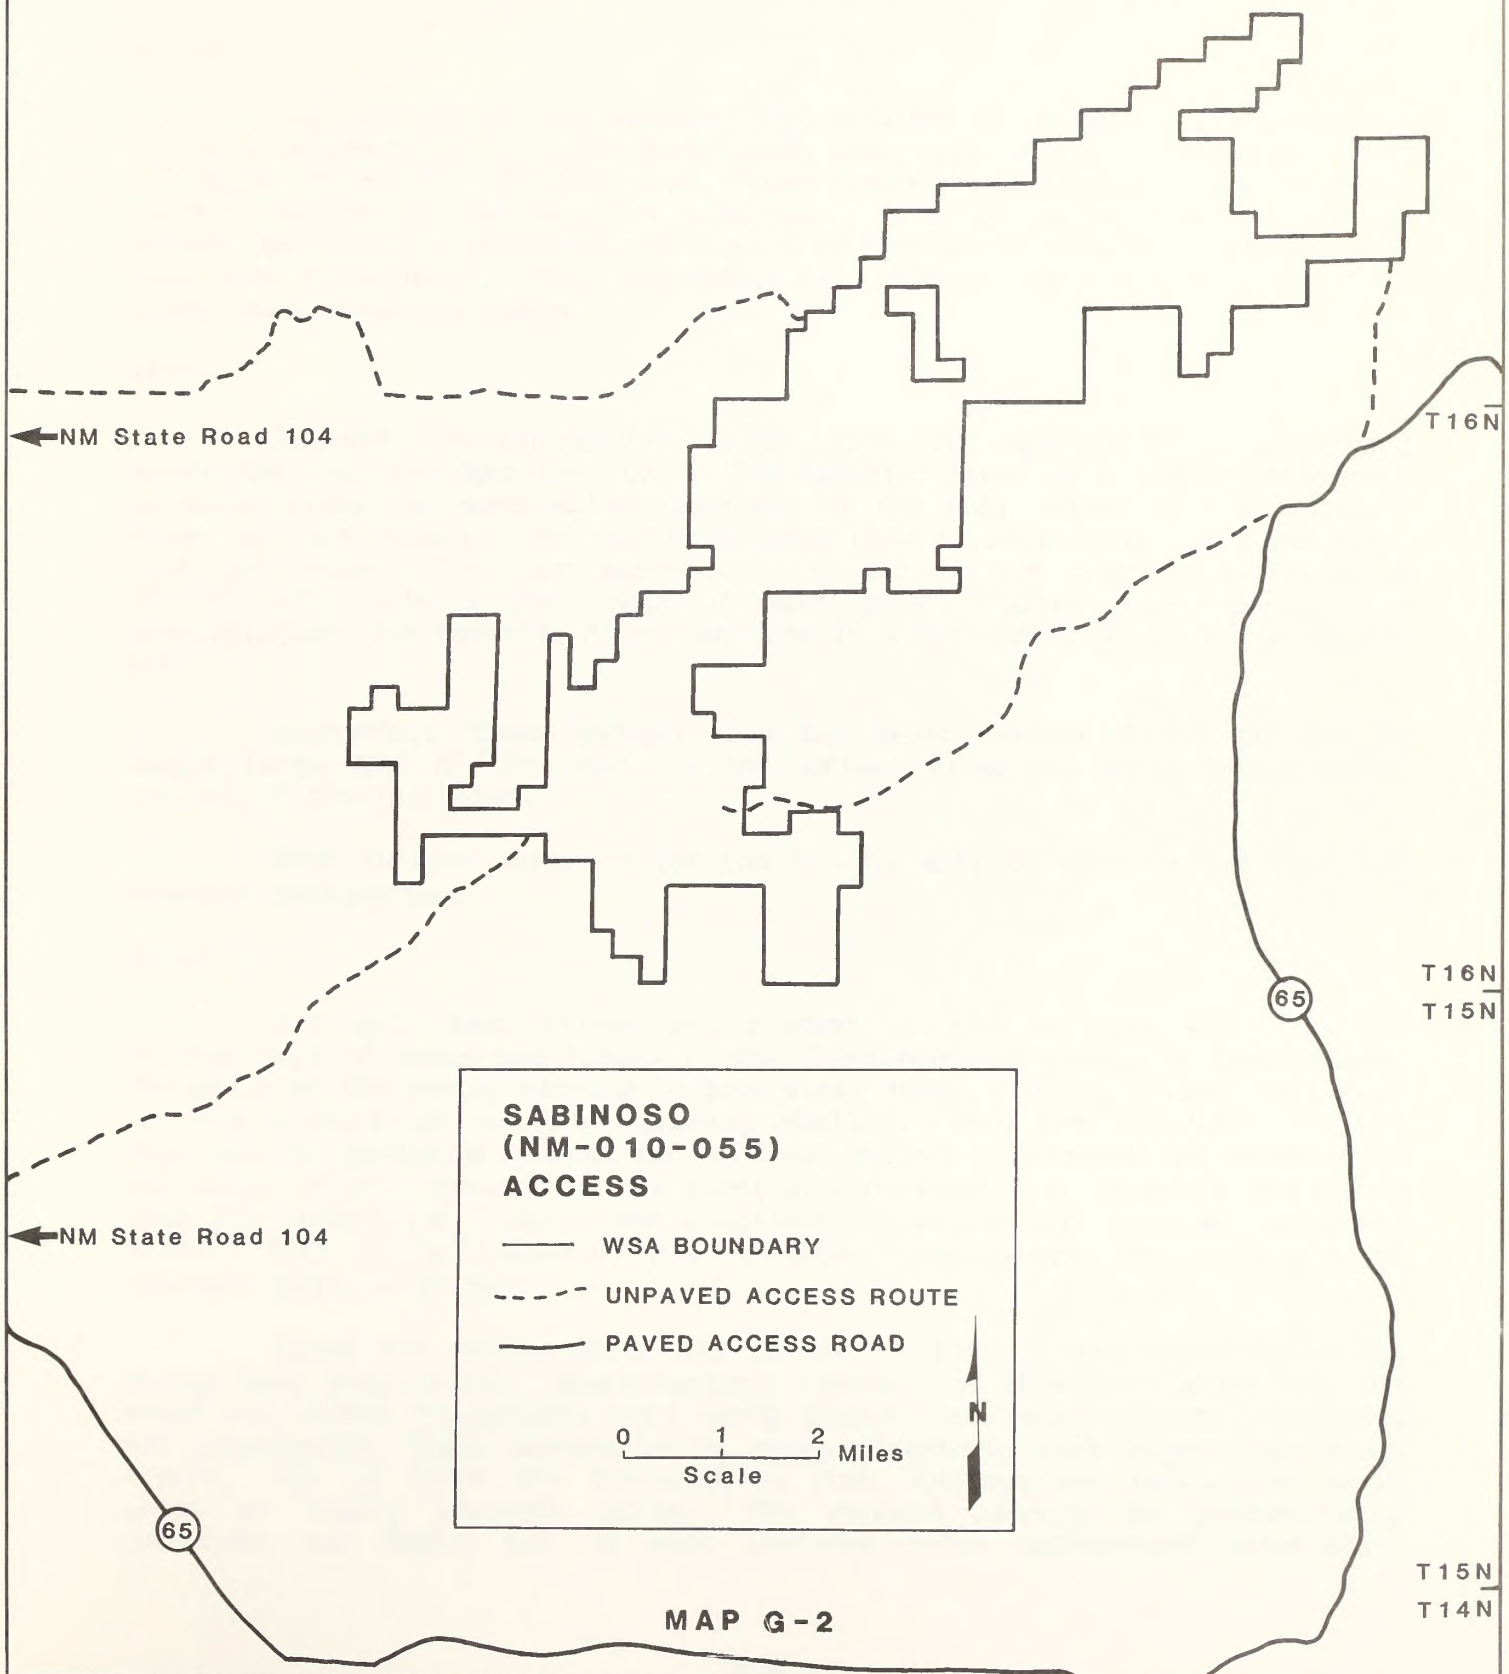 NM State Road 104
T16N
T16N
65
T15N
SABINOSO
(NM-010-055)
ACCESS
WSA BOUNDARY
NM State Road 104
UNPAVED ACCESS ROUTE
PAVED ACCESS ROAD
N
0 1 2 Miles
Scale
65
T15N
T14N
MAP G-2